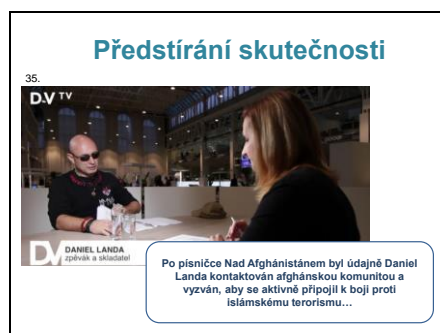 Předstírání skutečnosti
35.
DVTV
DV DANIEL LANDA
zpěvák a skladatel
Po písničce Nad Afghánistánem byl údajně Daniel
Landa kontaktován afghánskou komunitou a
vyzván, aby se aktivně připojil k boji proti
islámskému terorismu…